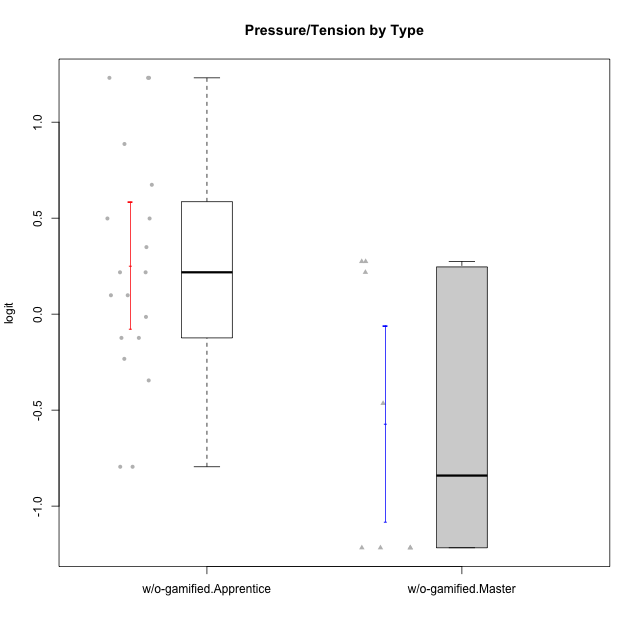 Pressure/Tension by Type
logit
1.0
0.5
0.0
-0.5
-1.0
w/o-gamified.Apprentice
w/o-gamified.Master